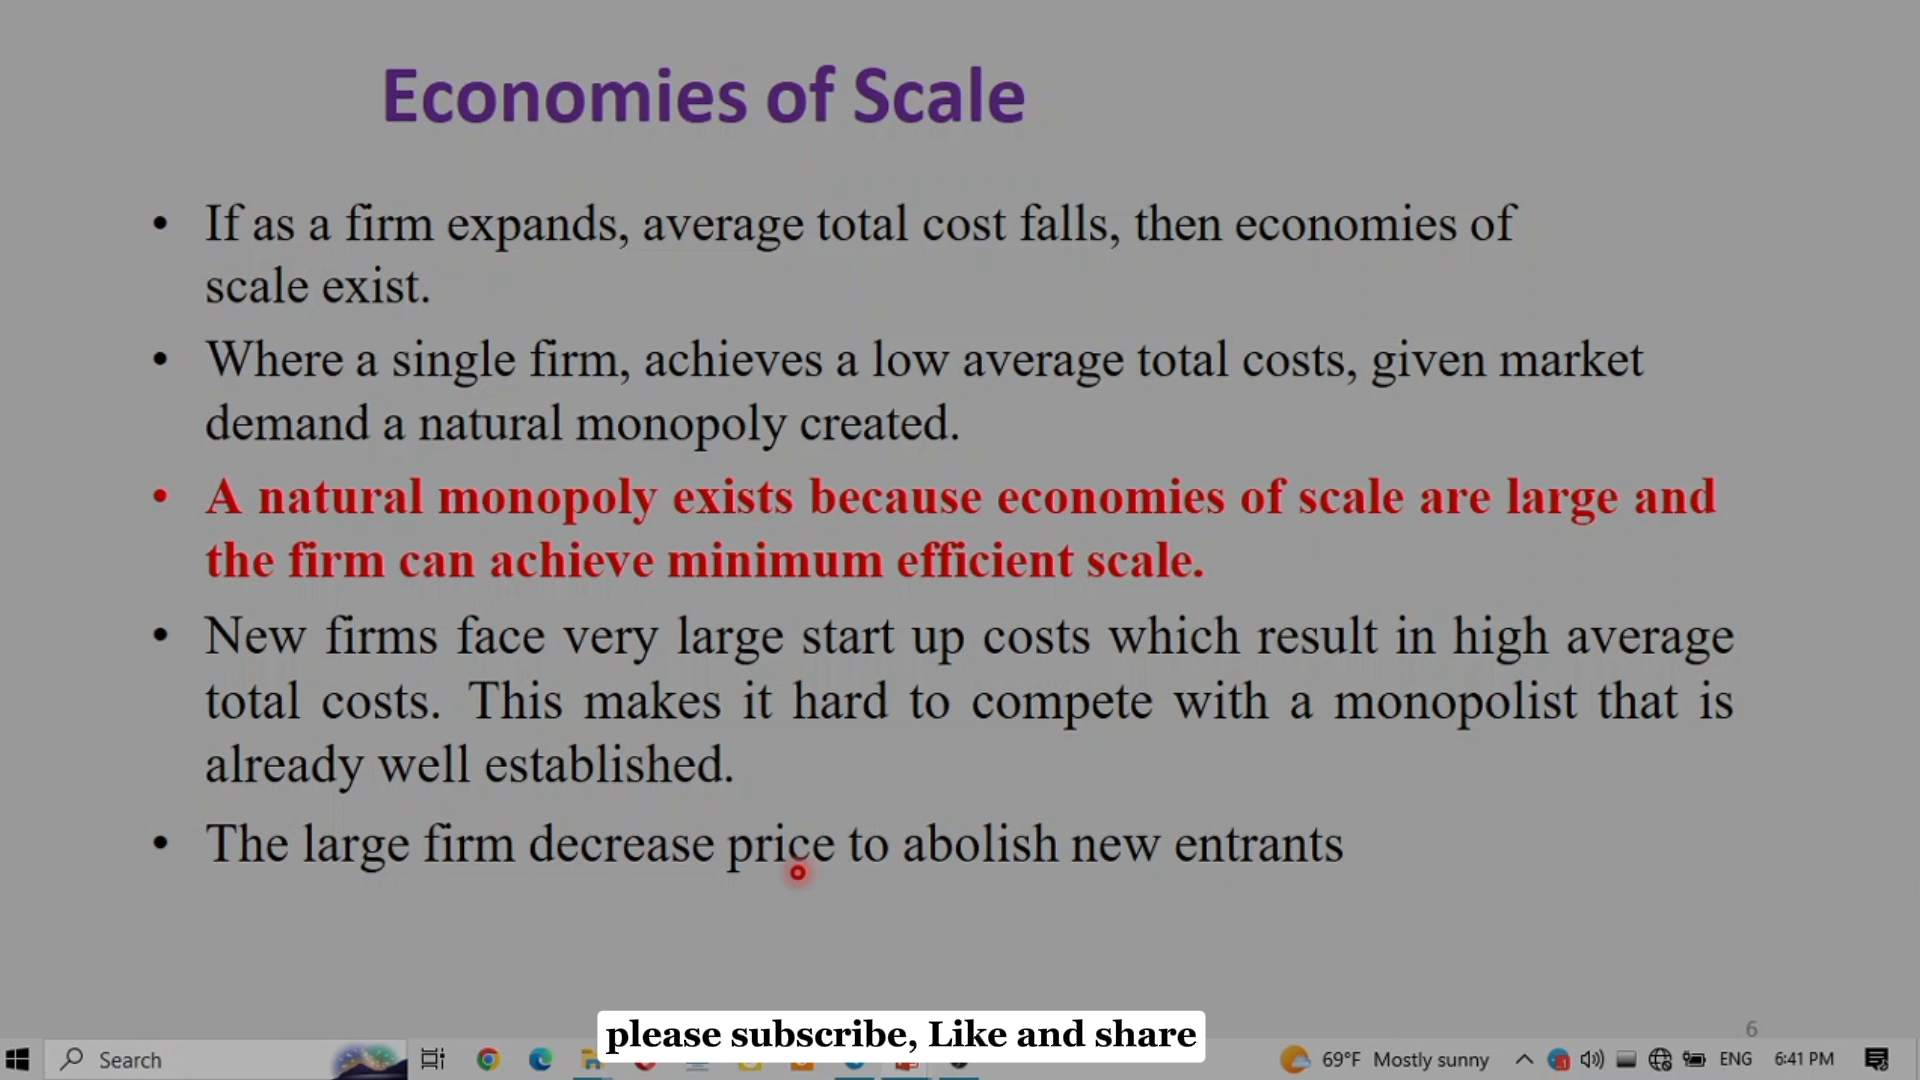 Economies of Scale
• If as a firm expands, average total cost falls, then economies of
scale exist.
• Where a single firm, achieves a low average total costs, given market
demand a natural monopoly created.
• A natural monopoly exists because economies of scale are large and
the firm can achieve minimum efficient scale.
• New firms face very large start up costs which result in high average
total costs. This makes it hard to compete with a monopolist that is
already well established.
• The large firm decrease price to abolish new entrants
6
please subscribe, Like and share
Search
69°F Mostly sunny
ENG
6:41 PM